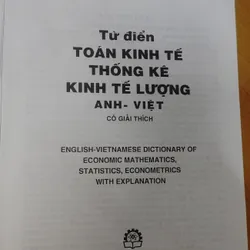 Từ điển
TOÁN KINH TẾ
THỐNG KÊ
KINH TẾ LƯỢNG
ANH- VIỆT
CÓ GIẢI THÍCH
ENGLISH-VIETNAMESE DICTIONARY OF
ECONOMIC MATHEMATICS,
STATISTICS, ECONOMETRICS
WITH EXPLANATION